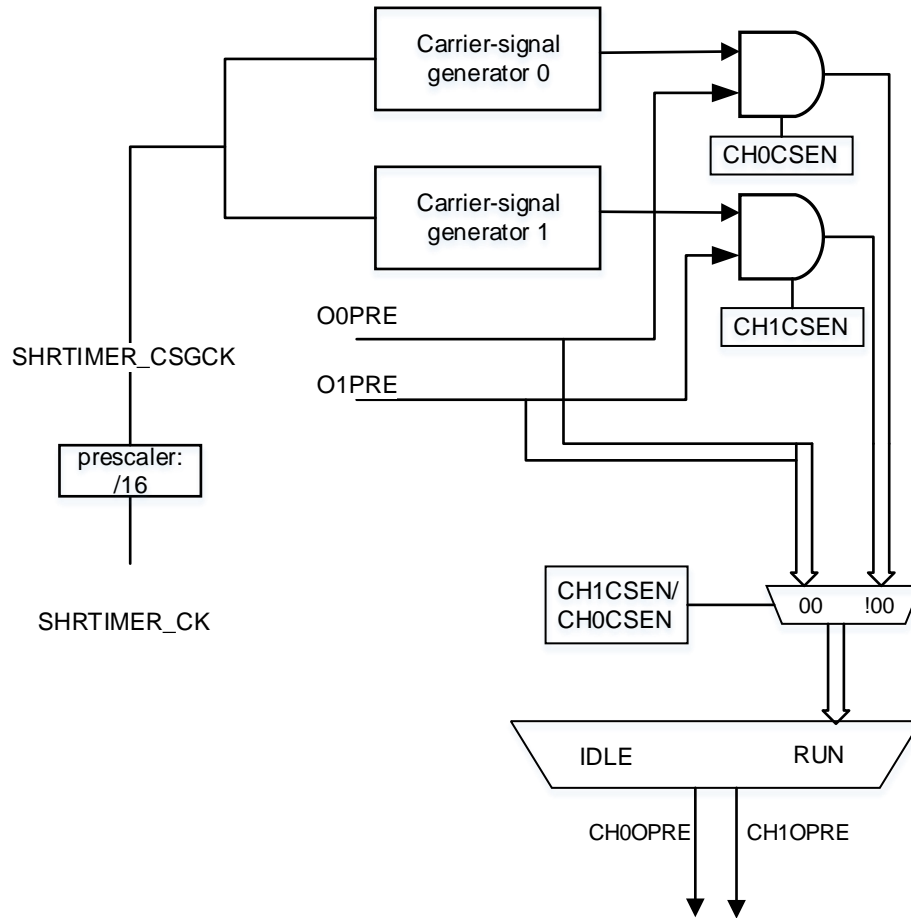 Carrier-signal
generator 0
CH0CSEN
Carrier-signal
generator 1
CH1CSEN
O0PRE
SHRTIMER_CSGCK
O1PRE
prescaler:
/16
SHRTIMER_CK
CH1CSEN/
CH0CSEN
00 !00
IDLE RUN
CH0OPRE CH1OPRE